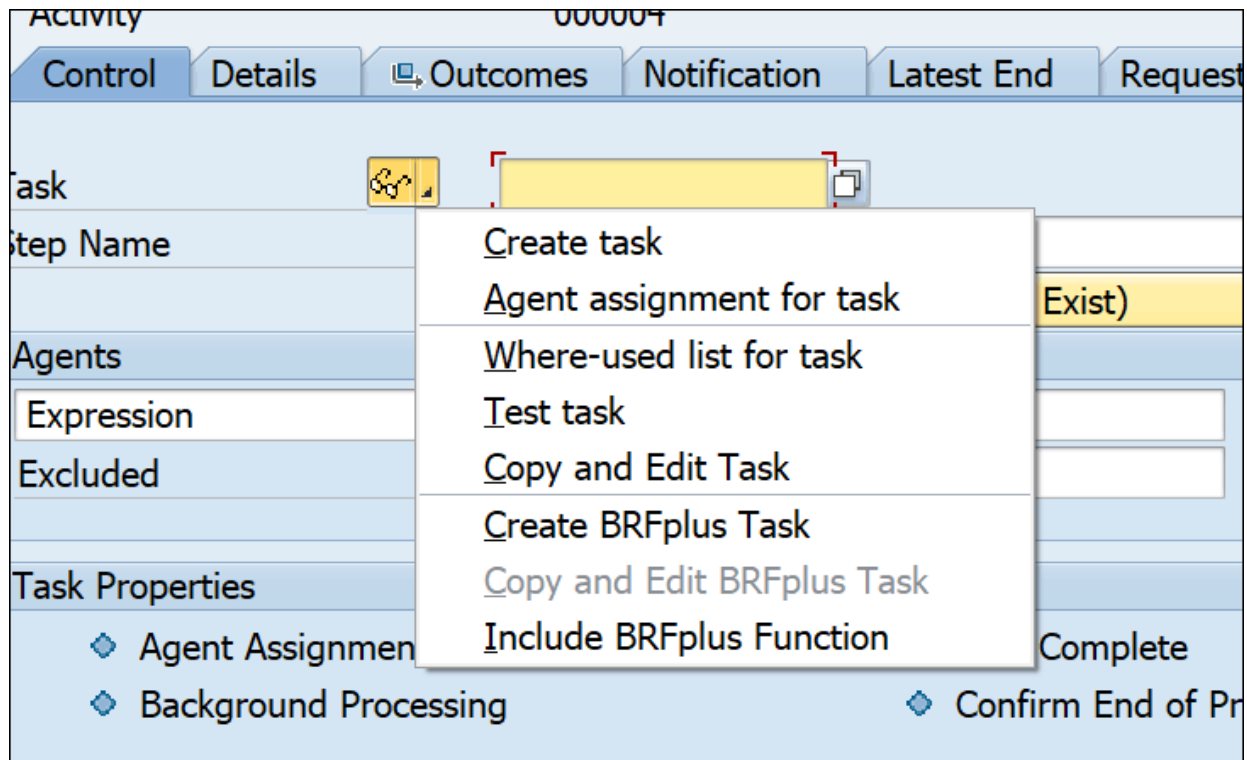 Activity 000004
Control Details Outcomes Notification Latest End Request
Task
Step Name
Create task
Agent assignment for task
Exist)
Agents
Where-used list for task
Expression
Test task
Excluded
Copy and Edit Task
Create BRFplus Task
Task Properties
Copy and Edit BRFplus Task
Agent Assignmen
Include BRFplus Function
Complete
Background Processing
Confirm End of Pr